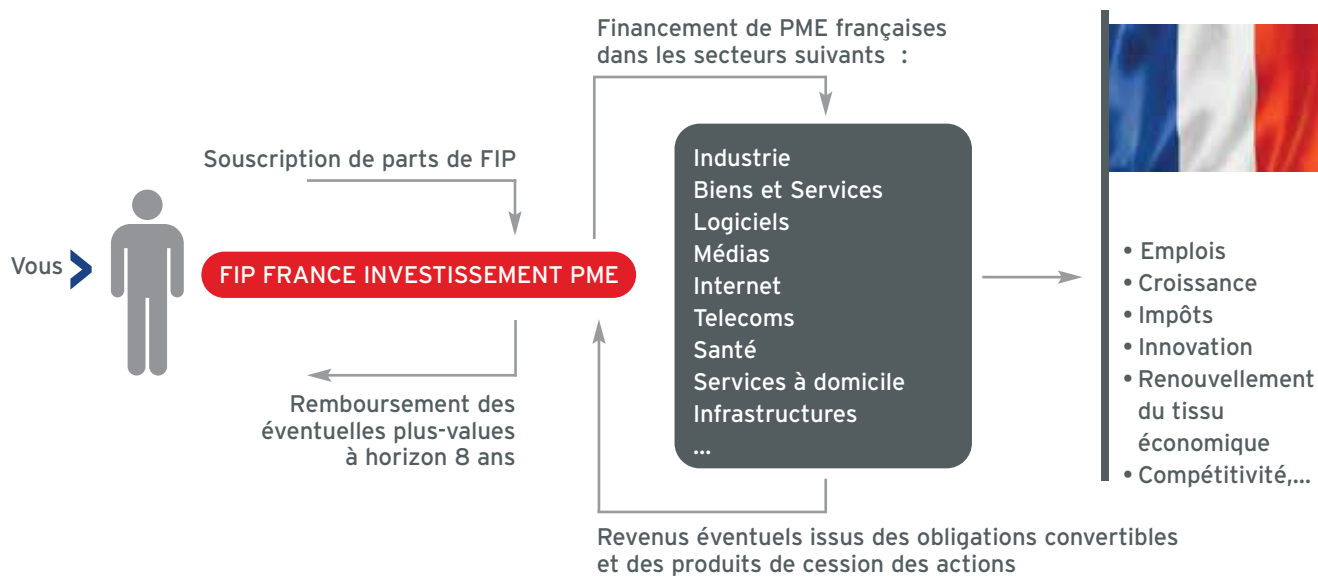 Financement de PME françaises
dans les secteurs suivants :
Souscription de parts de FIP
Vous
FIP FRANCE INVESTISSEMENT PME
Remboursement des
éventuelles plus-values
à horizon 8 ans
Industrie
Biens et Services
Logiciels
Médias
Internet
Telecoms
Santé
Services à domicile
Infrastructures
...
Revenus éventuels issus des obligations convertibles
et des produits de cession des actions
• Emplois
• Croissance
• Impôts
• Innovation
• Renouvellement
du tissu
économique
• Compétitivité,...